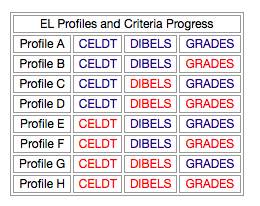 EL Profiles and Criteria Progress
Profile A CELDT DIBELS GRADES
Profile B CELDT DIBELS GRADES
Profile C CELDT DIBELS GRADES
Profile D CELDT DIBELS GRADES
Profile E CELDT DIBELS GRADES
Profile F CELDT DIBELS GRADES
Profile G CELDT DIBELS GRADES
Profile H CELDT DIBELS GRADES